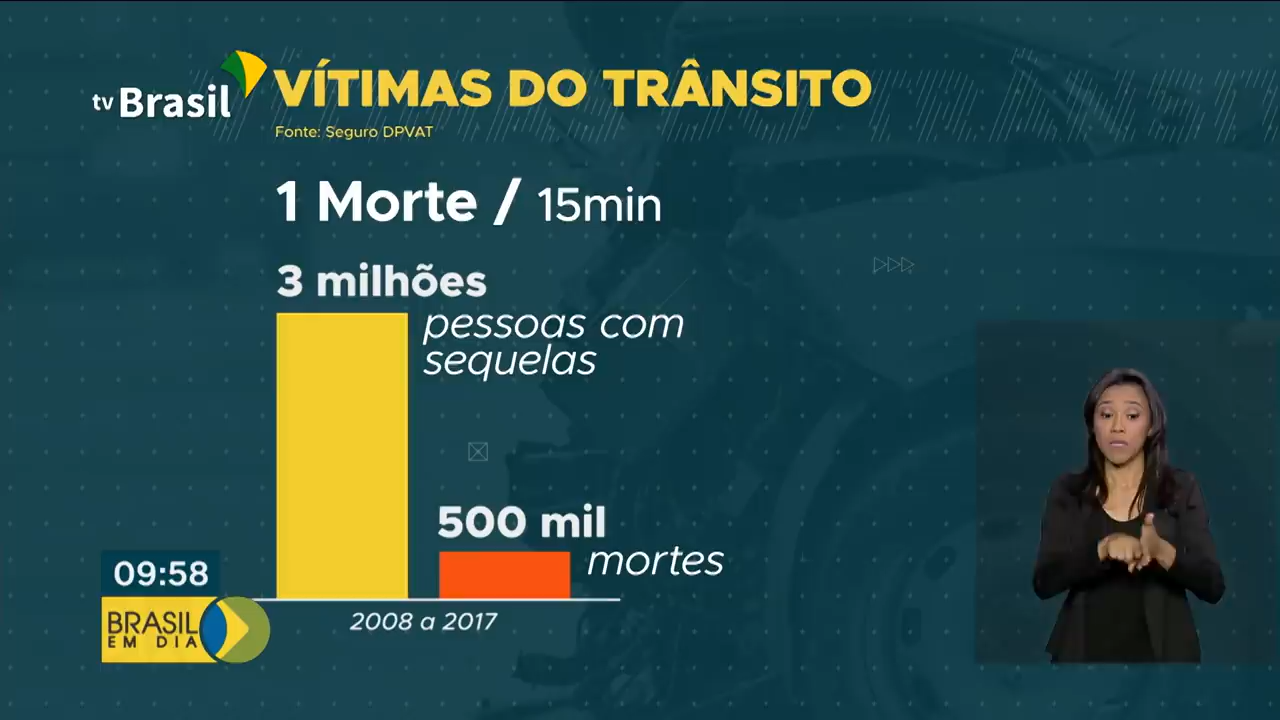 tv Brasil
VÍTIMAS DO TRÂNSITO
Fonte: Seguro DPVAT
1 Morte / 15min
3 milhões
pessoas com
sequelas
500 mil
mortes
2008 a 2017
09:58
BRASIL
EM DIA